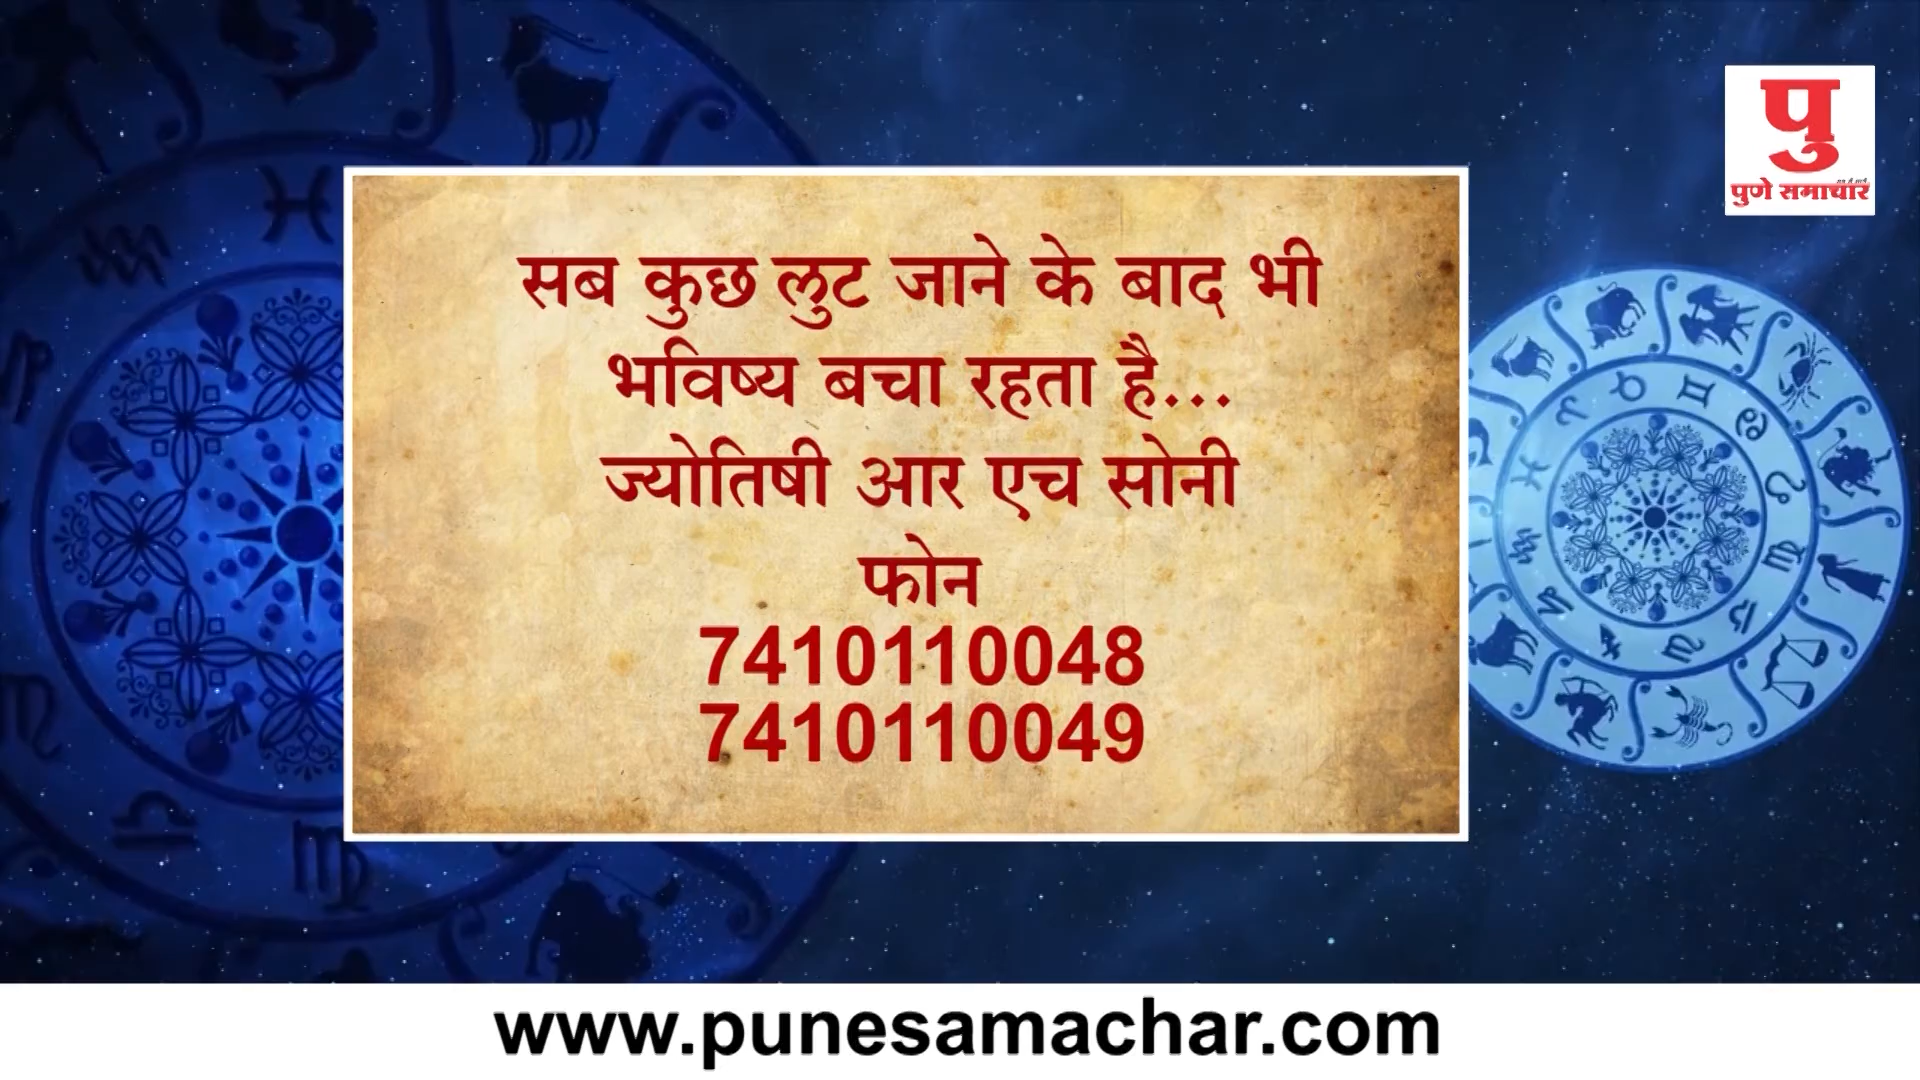 पु
पुणे समाचार
सब कुछ लुट जाने के बाद भी
भविष्य बचा रहता है...
ज्योतिषी आर एच सोनी
फोन
7410110048
7410110049
www.punesamachar.com